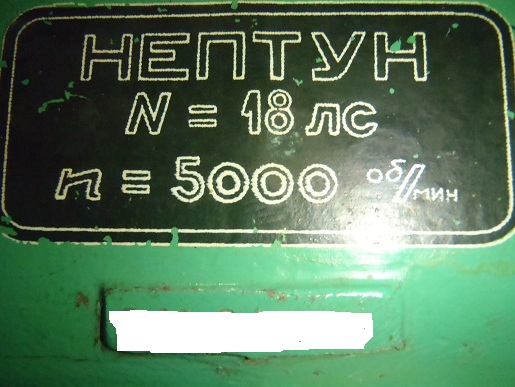 НЕПТУН
N = 18 лс
n = 5000 об/мин